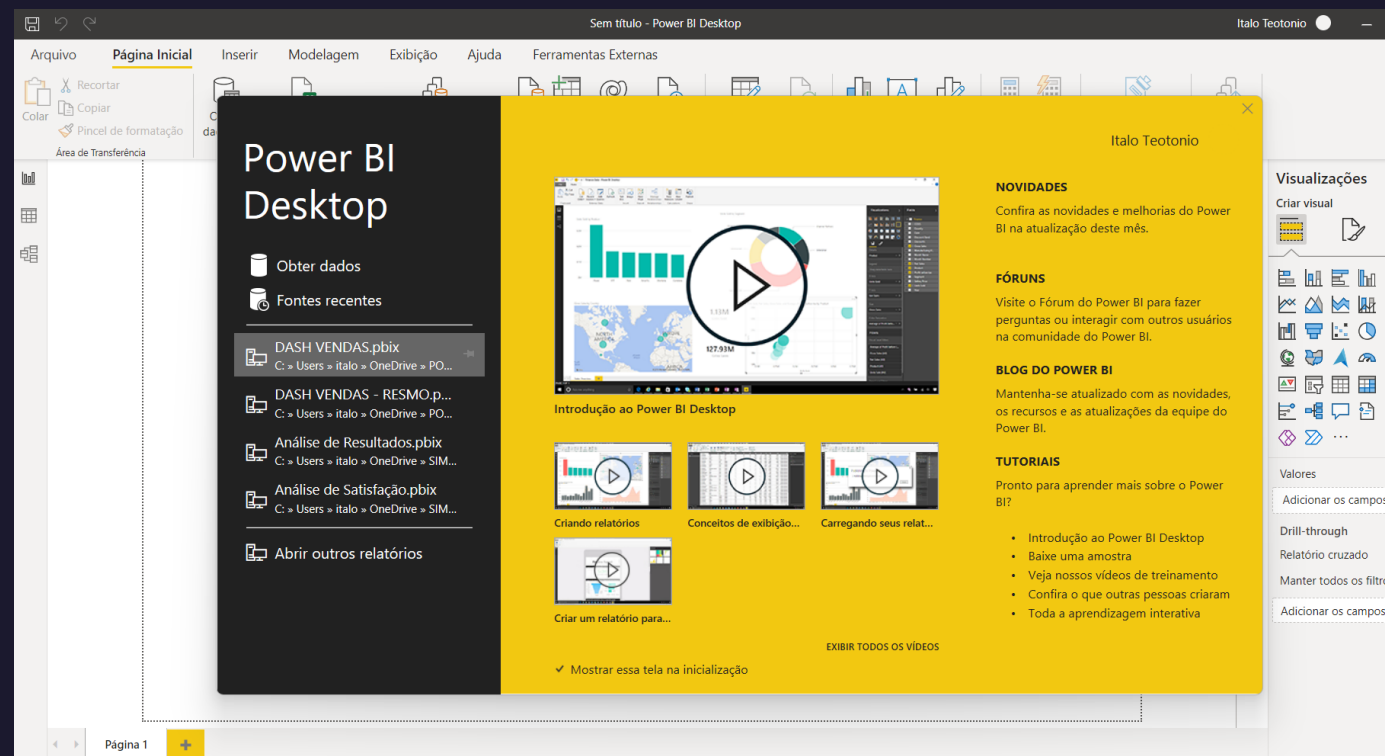 Sem título - Power BI Desktop
Italo Teotonio
Arquivo
Página Inicial
Inserir
Modelagem
Exibição
Ajuda
Ferramentas Externas
Colar
Recortar
Copiar
Pincel de formatação
Área de Transferência
Power BI
Desktop
Obter dados
Fontes recentes
DASH VENDAS.pbix
C: » Users » italo » OneDrive » PO...
DASH VENDAS - RESMO.p...
C: » Users » italo » OneDrive » PO...
Análise de Resultados.pbix
C: » Users » italo » OneDrive » SIM...
Análise de Satisfação.pbix
C: » Users » italo » OneDrive » SIM...
Abrir outros relatórios
127.93M
Introdução ao Power BI Desktop
Criando relatórios
Conceitos de exibição...
Carregando seus relat...
Criar um relatório para...
EXIBIR TODOS OS VÍDEOS
Mostrar essa tela na inicialização
Italo Teotonio
NOVIDADES
Confira as novidades e melhorias do Power
BI na atualização deste mês.
FÓRUNS
Visite o Fórum do Power BI para fazer
perguntas ou interagir com outros usuários
na comunidade do Power BI.
BLOG DO POWER BI
Mantenha-se atualizado com as novidades,
os recursos e as atualizações da equipe do
Power BI.
TUTORIAIS
Pronto para aprender mais sobre o Power
BI?
• Introdução ao Power BI Desktop
• Baixe uma amostra
• Veja nossos vídeos de treinamento
• Confira o que outras pessoas criaram
• Toda a aprendizagem interativa
Visualizações
Criar visual
Valores
Adicionar os campos
Drill-through
Relatório cruzado
Manter todos os filtro
Adicionar os campos
Página 1